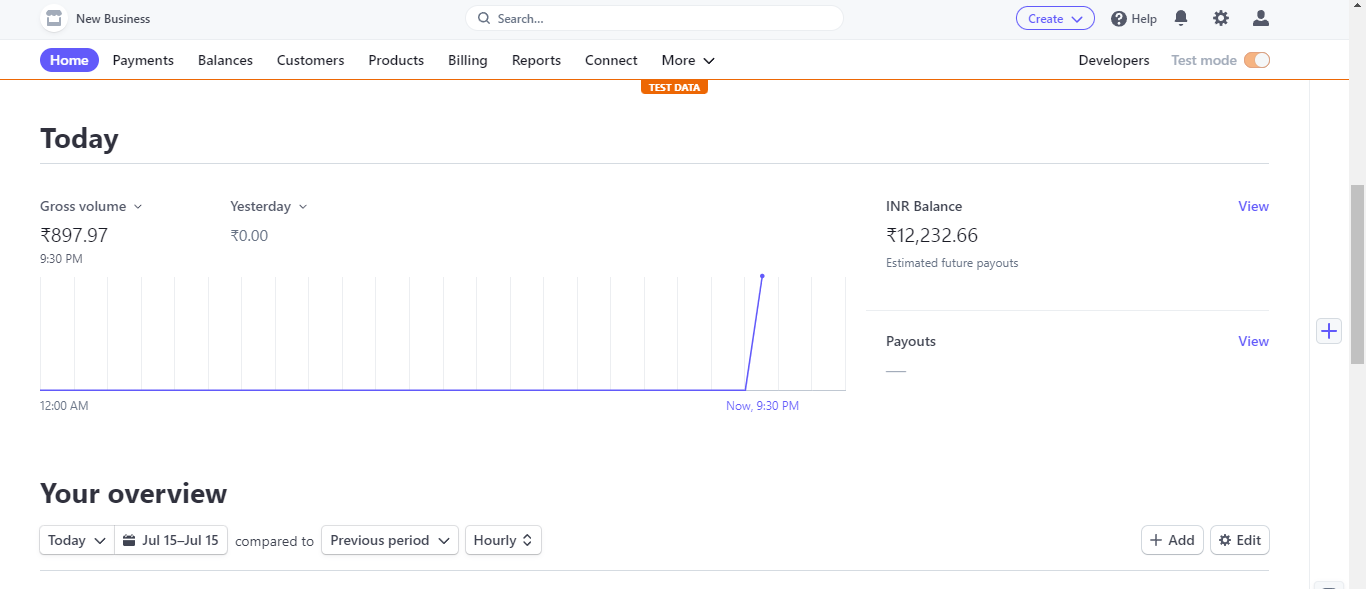 New Business
Search...
Create
Help
Home Payments Balances Customers Products Billing Reports Connect More
Developers Test mode
TEST DATA
Today
Gross volume
₹897.97
9:30 PM
Yesterday
₹0.00
12:00 AM
Now, 9:30 PM
INR Balance
View
₹12,232.66
Estimated future payouts
Payouts
View
—
Your overview
Today Jul 15–Jul 15 compared to Previous period Hourly
Add Edit